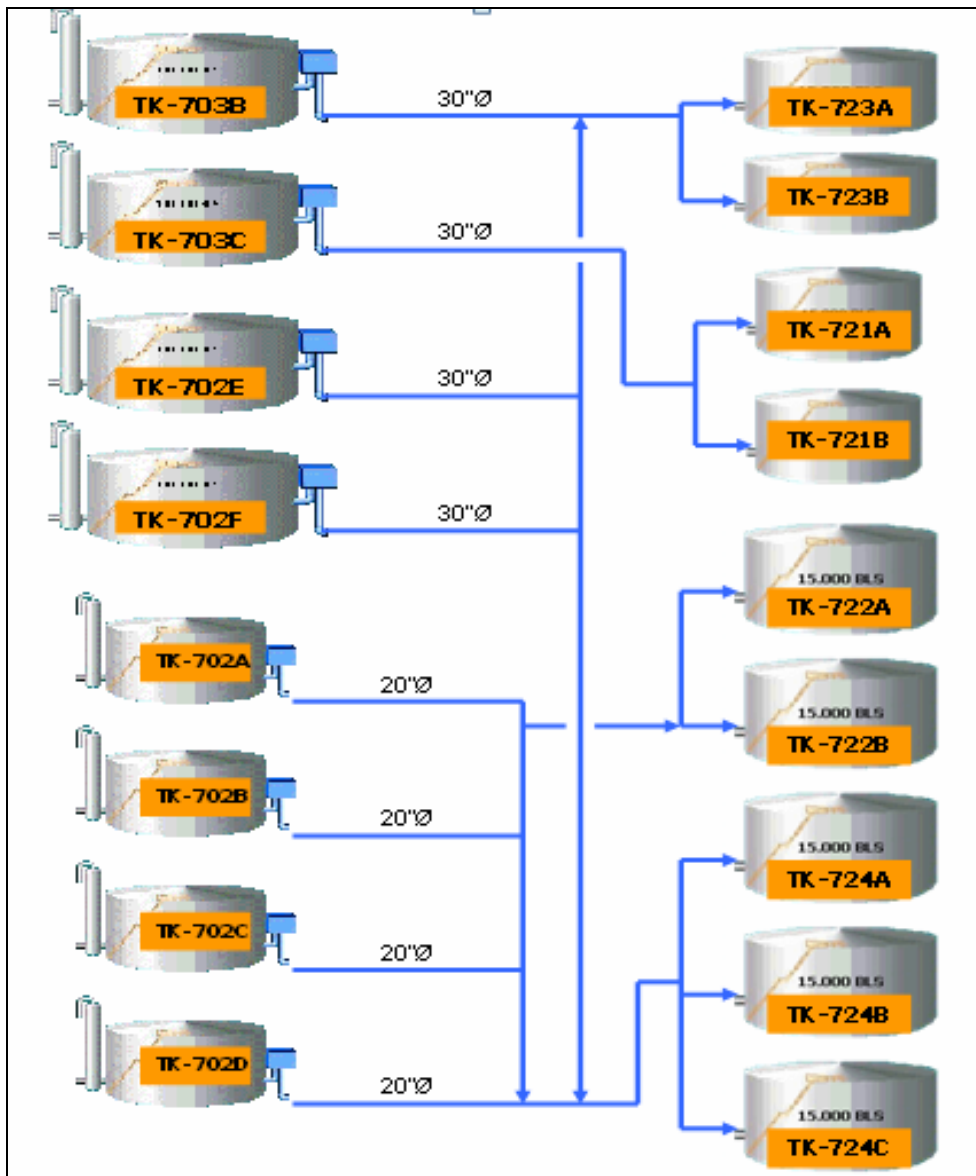 TK-703B
30"Ø
TK-723A
TK-723B
TK-703C
30"Ø
TK-721A
TK-702E
30"Ø
TK-721B
TK-702F
30"Ø
15.000 BLS
TK-722A
TK-702A
20"Ø
15.000 BLS
TK-722B
TK-702B
20"Ø
15.000 BLS
TK-724A
TK-702C
20"Ø
15.000 BLS
TK-724B
TK-702D
20"Ø
15.000 BLS
TK-724C